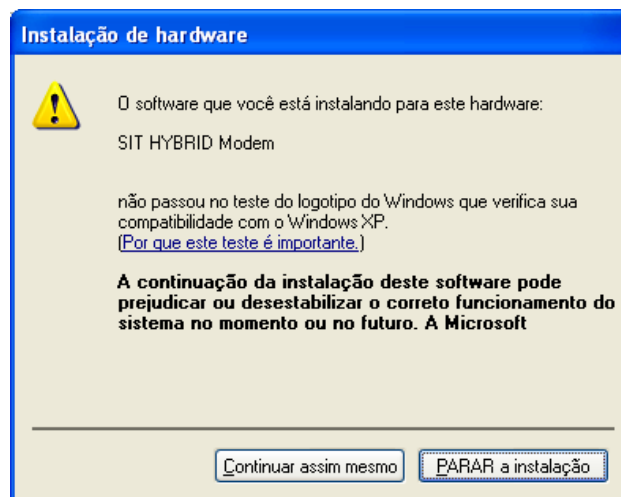 Instalação de hardware
O software que você está instalando para este hardware:
SIT HYBRID Modem
não passou no teste do logotipo do Windows que verifica sua
compatibilidade com o Windows XP.
(Por que este teste é importante.)
A continuação da instalação deste software pode
prejudicar ou desestabilizar o correto funcionamento do
sistema no momento ou no futuro. A Microsoft
Continuar assim mesmo
PARAR a instalação